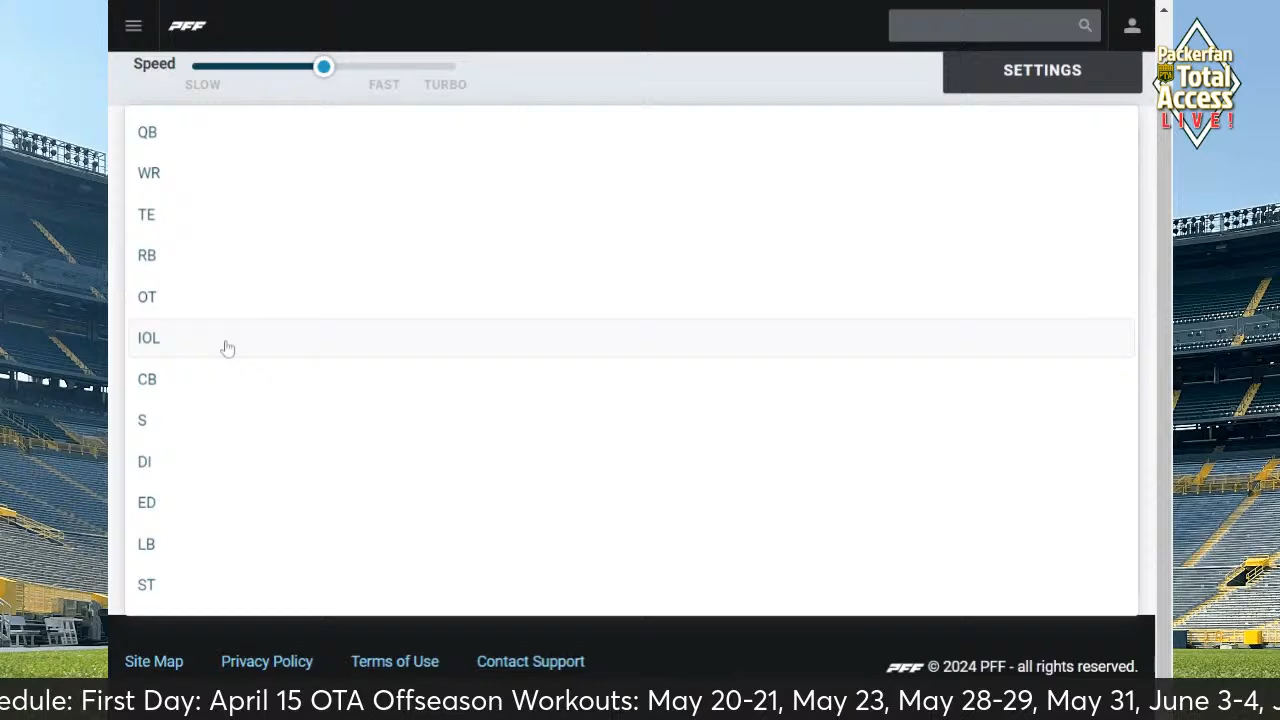 PFF
Packerfan
PTA
Total
Access
LIVE!
Speed
SLOW
FAST
TURBO
SETTINGS
QB
WR
TE
RB
OT
IOL
CB
S
DI
ED
LB
ST
Site Map
Privacy Policy
Terms of Use
Contact Support
PFF © 2024 PFF - all rights reserved.
edule: First Day: April 15 OTA Offseason Workouts: May 20-21, May 23, May 28-29, May 31, June 3-4,